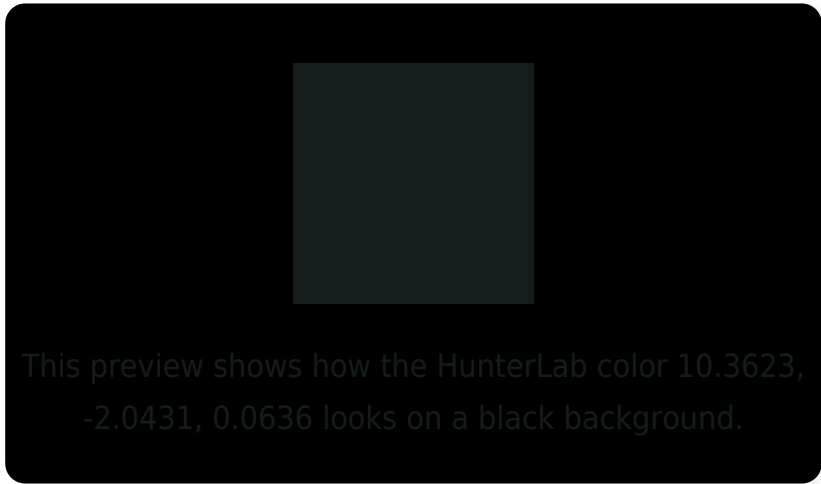 This preview shows how the HunterLab color 10.3623,
-2.0431, 0.0636 looks on a black background.